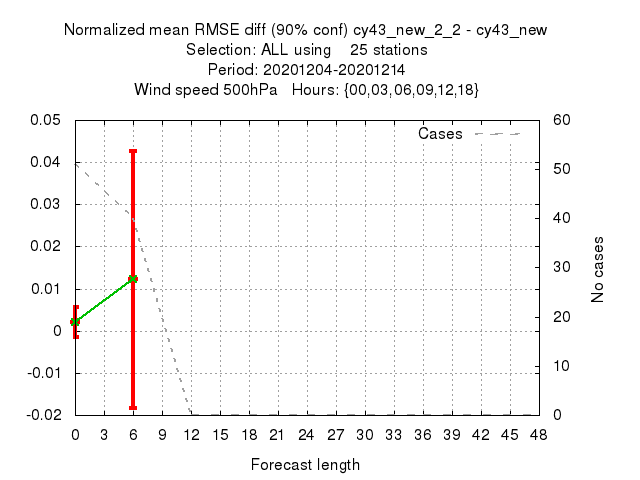 Normalized mean RMSE diff (90% conf) cy43_new_2_2 - cy43_new
Selection: ALL using 25 stations
Period: 20201204-20201214
Wind speed 500hPa Hours: {00,03,06,09,12,18}
Cases
0.05
0.04
0.03
0.02
0.01
0
-0.01
-0.02
60
50
40
30
20
10
0
No cases
0 3 6 9 12 15 18 21 24 27 30 33 36 39 42 45 48
Forecast length